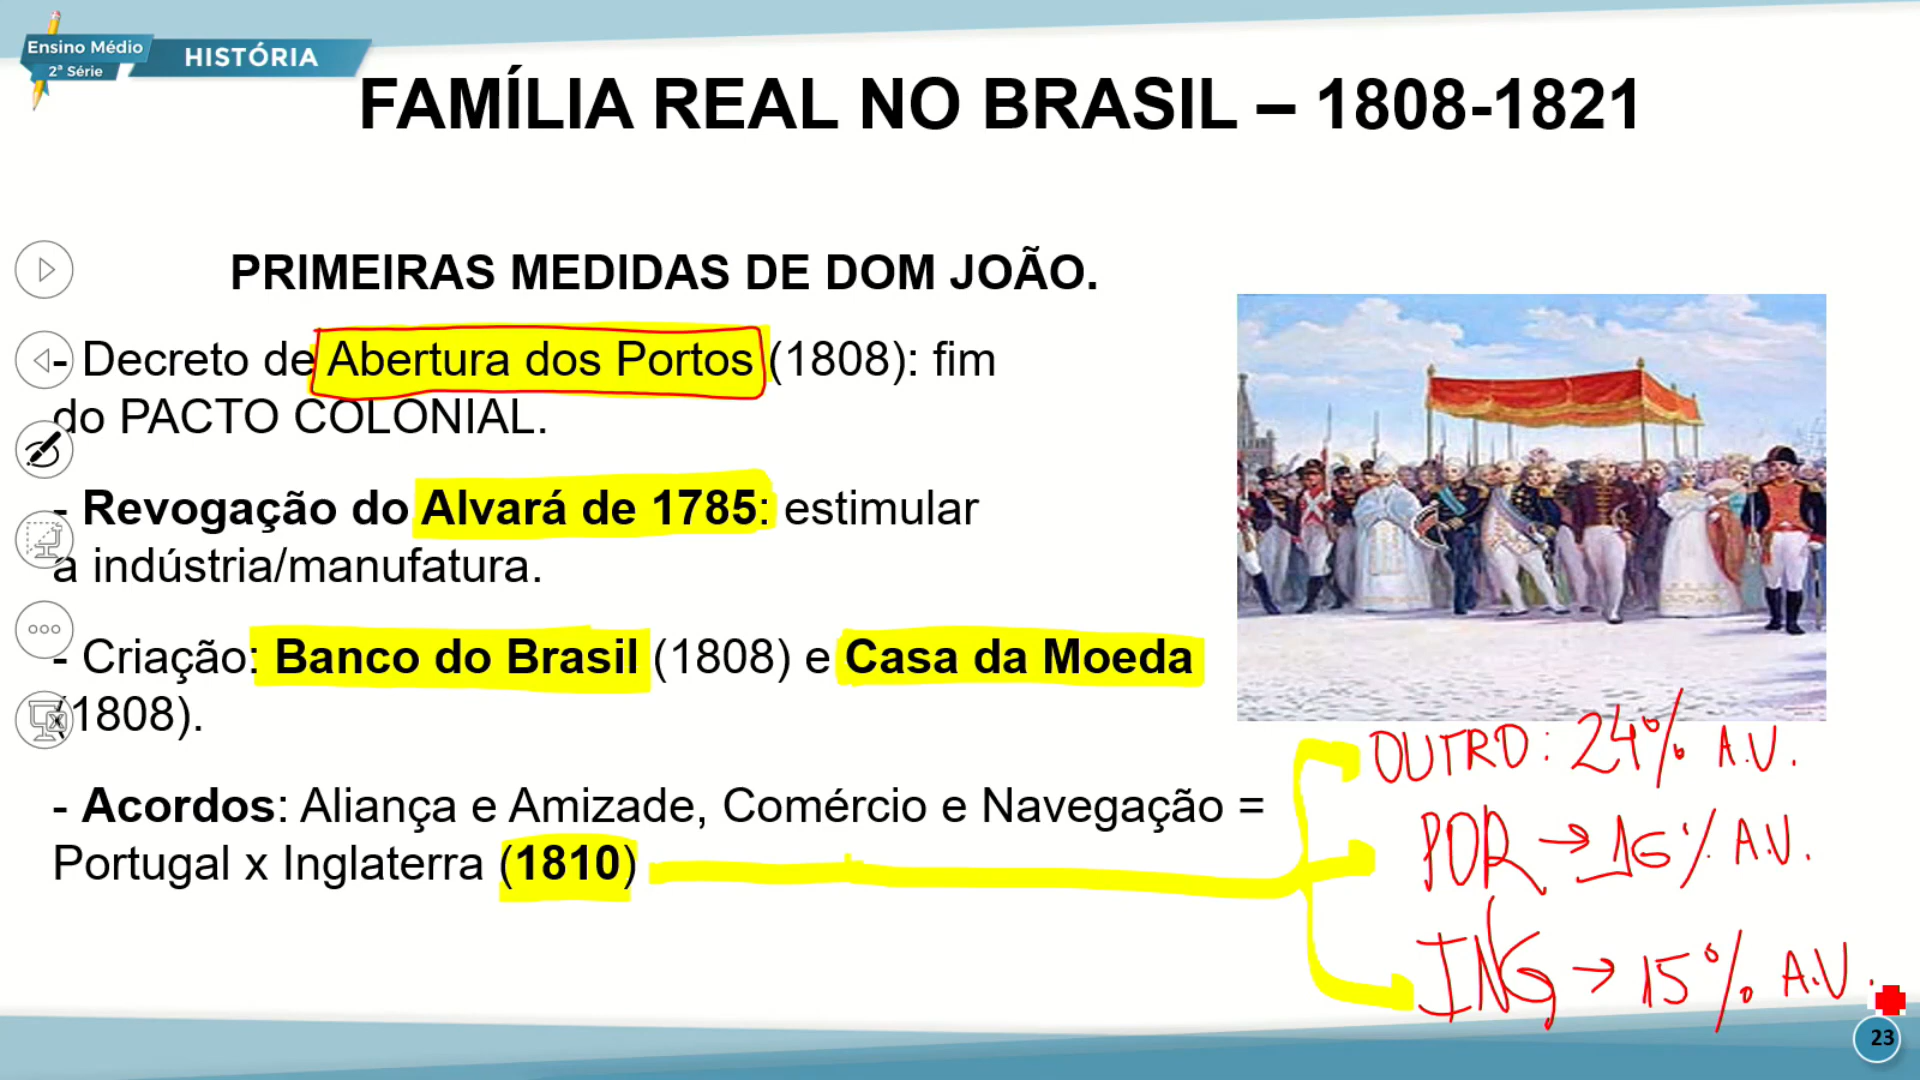 Ensino Médio
2ª Série
HISTÓRIA
FAMÍLIA REAL NO BRASIL – 1808-1821
PRIMEIRAS MEDIDAS DE DOM JOÃO.
- Decreto de Abertura dos Portos (1808): fim
do PACTO COLONIAL.
- Revogação do Alvará de 1785: estimular
a indústria/manufatura.
- Criação: Banco do Brasil (1808) e Casa da Moeda
(1808).
- Acordos: Aliança e Amizade, Comércio e Navegação =
Portugal x Inglaterra (1810)
OUTRO: 24% A.V.
POR → 16% A.V.
ING → 15% A.V.
23